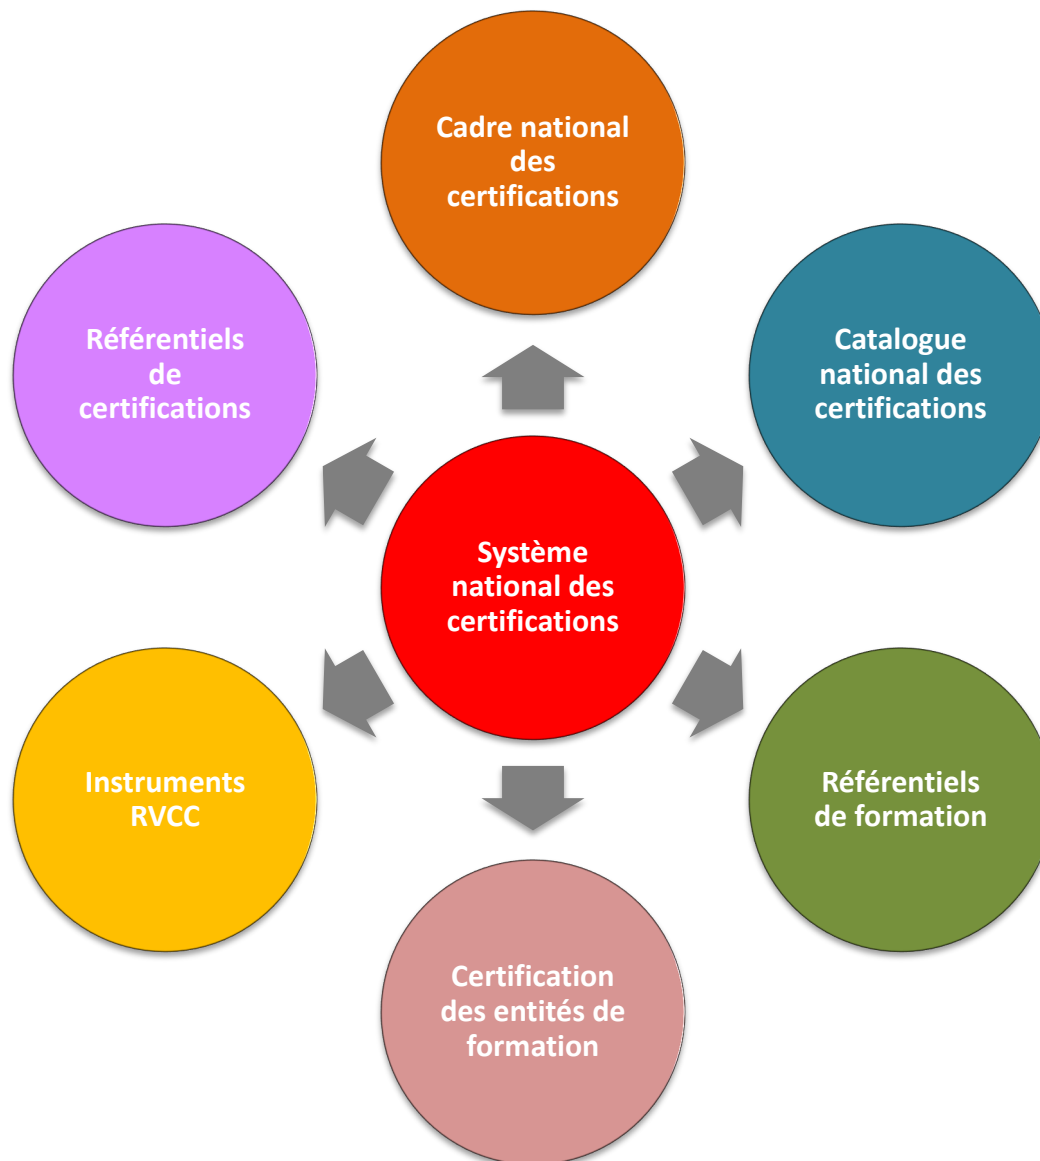 Cadre national
des
certifications
Référentiels
de
certifications
Catalogue
national des
certifications
Système
national des
certifications
Instruments
RVCC
Référentiels
de formation
Certification
des entités de
formation